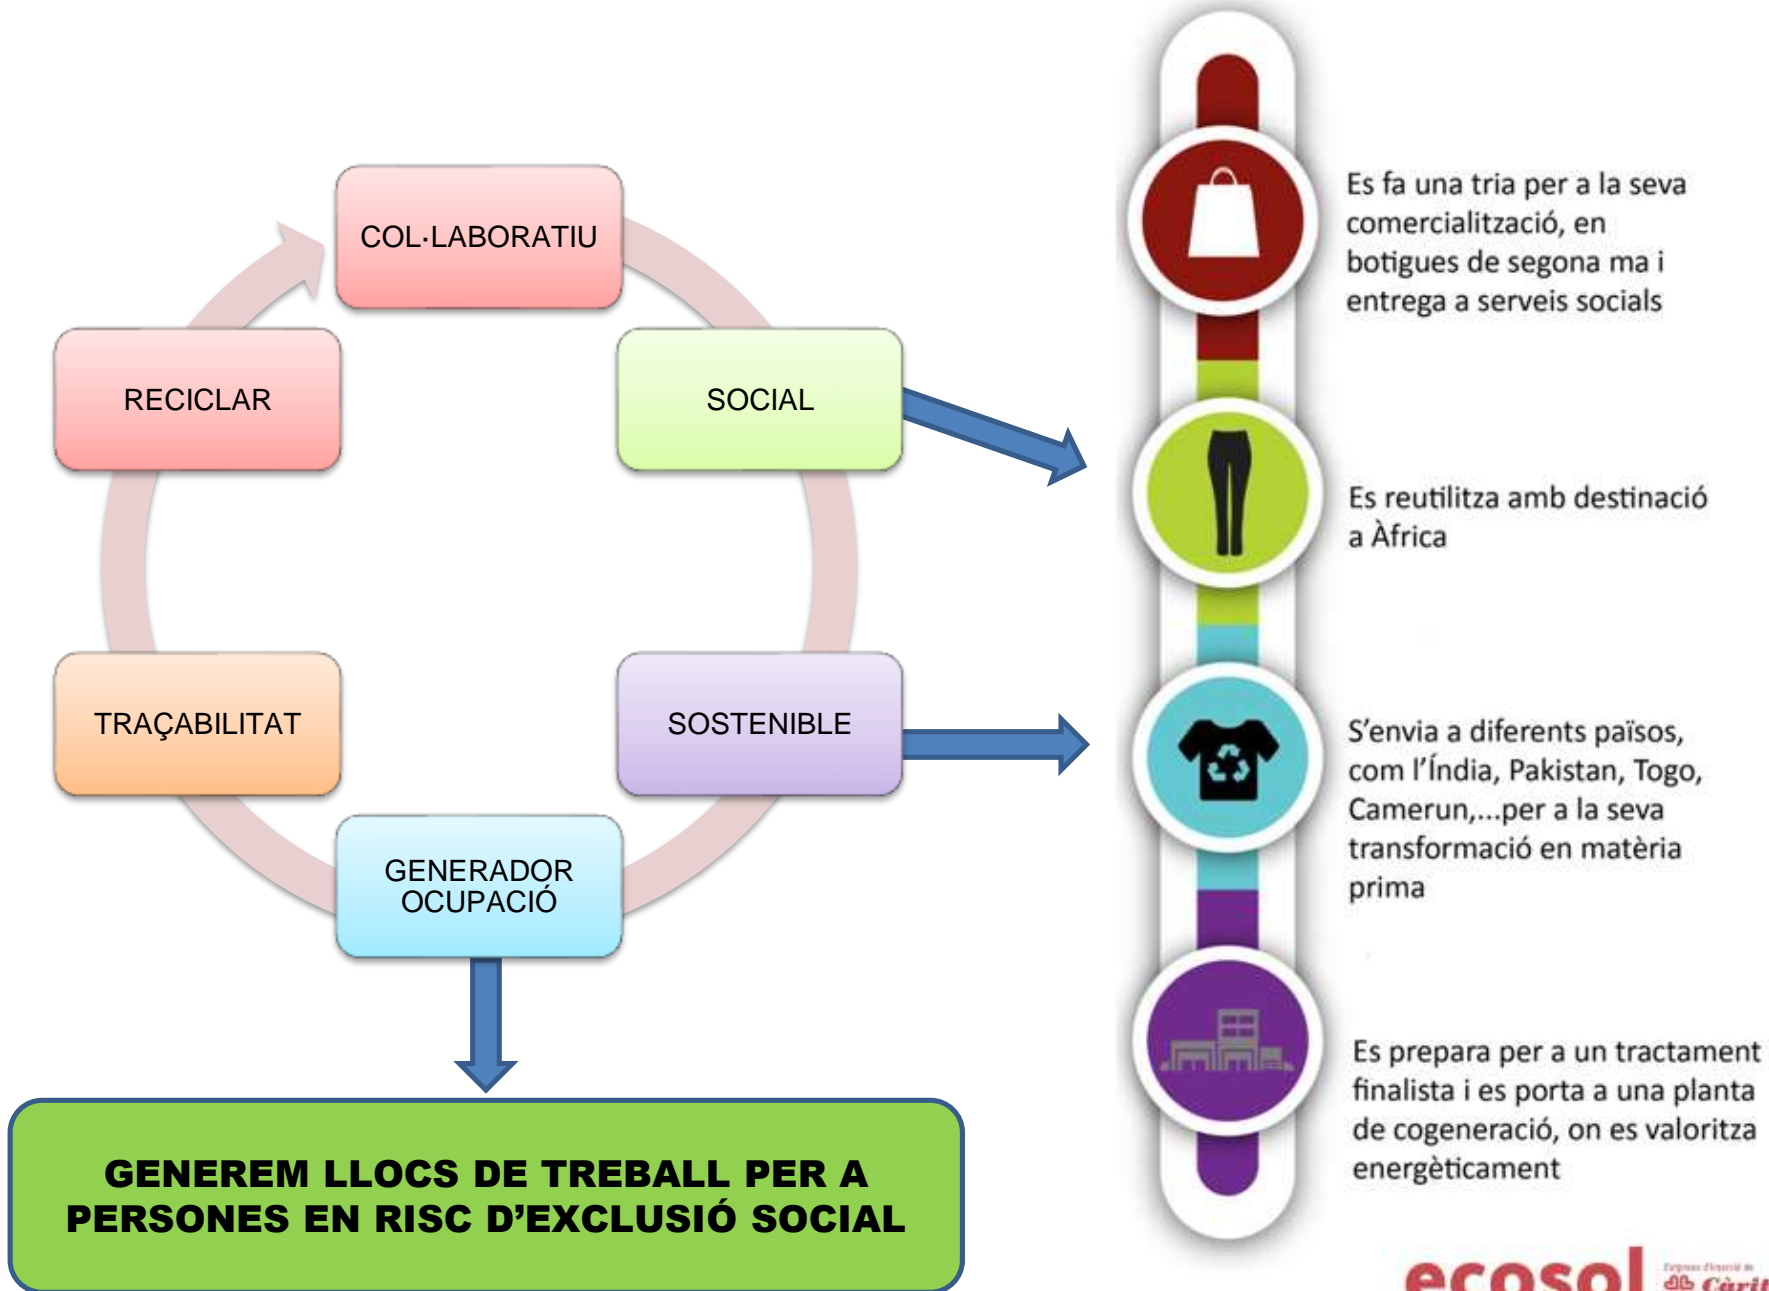 COL·LABORATIU
RECICLAR
SOCIAL
TRAÇABILITAT
SOSTENIBLE
GENERADOR
OCUPACIÓ
GENEREM LLOCS DE TREBALL PER A
PERSONES EN RISC D’EXCLUSIÓ SOCIAL
Es fa una tria per a la seva
comercialització, en
botigues de segona ma i
entrega a serveis socials
Es reutilitza amb destinació
a Àfrica
S’envia a diferents països,
com l’Índia, Pakistan, Togo,
Camerun,...per a la seva
transformació en matèria
prima
Es prepara per a un tractament
finalista i es porta a una planta
de cogeneració, on es valoritza
energèticament
ecosol